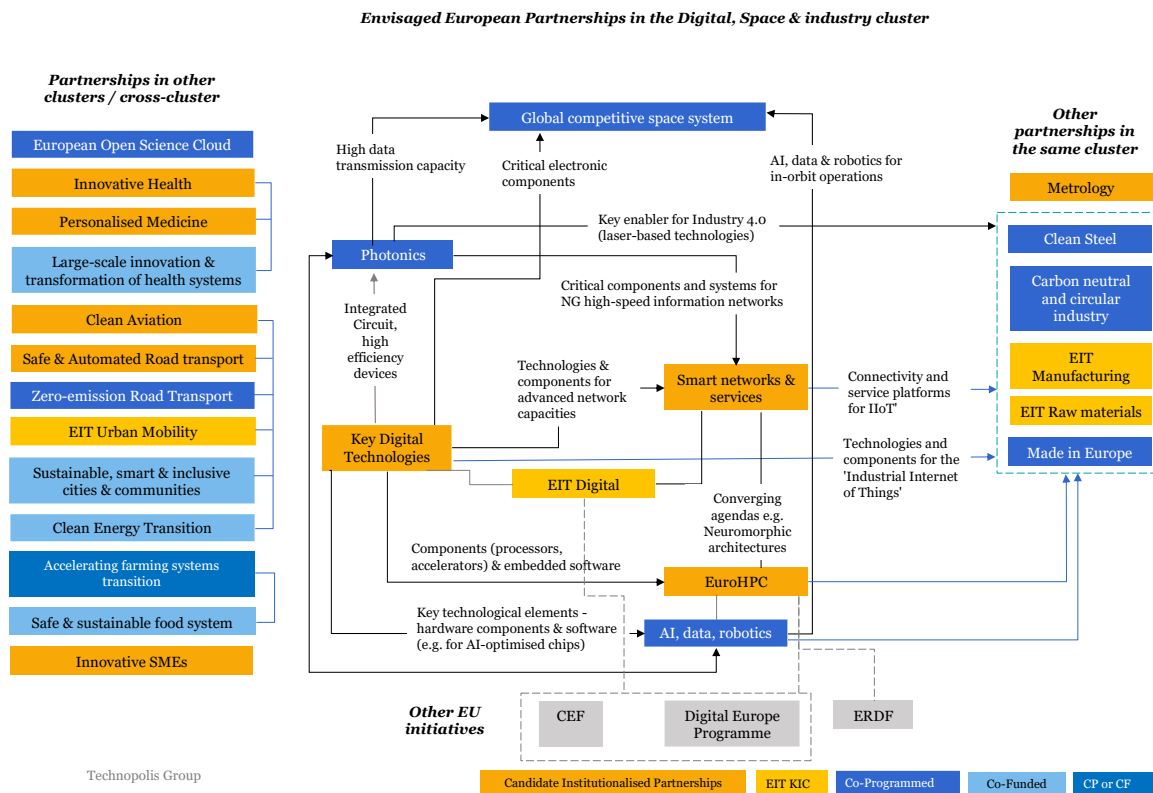 Envisaged European Partnerships in the Digital, Space & industry cluster
Partnerships in other
clusters / cross-cluster
European Open Science Cloud
Innovative Health
Personalised Medicine
Large-scale innovation &
transformation of health systems
Clean Aviation
Safe & Automated Road transport
Zero-emission Road Transport
EIT Urban Mobility
Sustainable, smart & inclusive
cities & communities
Clean Energy Transition
Accelerating farming systems
transition
Safe & sustainable food system
Innovative SMEs
Technopolis Group
Global competitive space system
High data
transmission capacity
Critical electronic
components
AI, data & robotics for
in-orbit operations
Key enabler for Industry 4.0
(laser-based technologies)
Photonics
Critical components and systems for
NG high-speed information networks
Integrated
Circuit,
high
efficiency
devices
Technologies &
components for
advanced network
capacities
Smart networks &
services
Connectivity and
service platforms
for IIoT'
Key Digital
Technologies
Technologies and
components for the
'Industrial Internet
of Things'
EIT Digital
Converging
agendas e.g.
Neuromorphic
architectures
Components (processors,
accelerators) & embedded software
EuroHPC
Key technological elements -
hardware components & software
(e.g. for AI-optimised chips)
AI, data, robotics
Other EU
initiatives
CEF
Digital Europe
Programme
ERDF
Other
partnerships in
the same cluster
Metrology
Clean Steel
Carbon neutral
and circular
industry
EIT
Manufacturing
EIT Raw materials
Made in Europe
Candidate Institutionalised Partnerships
EIT KIC
Co-Programmed
Co-Funded
CP or CF